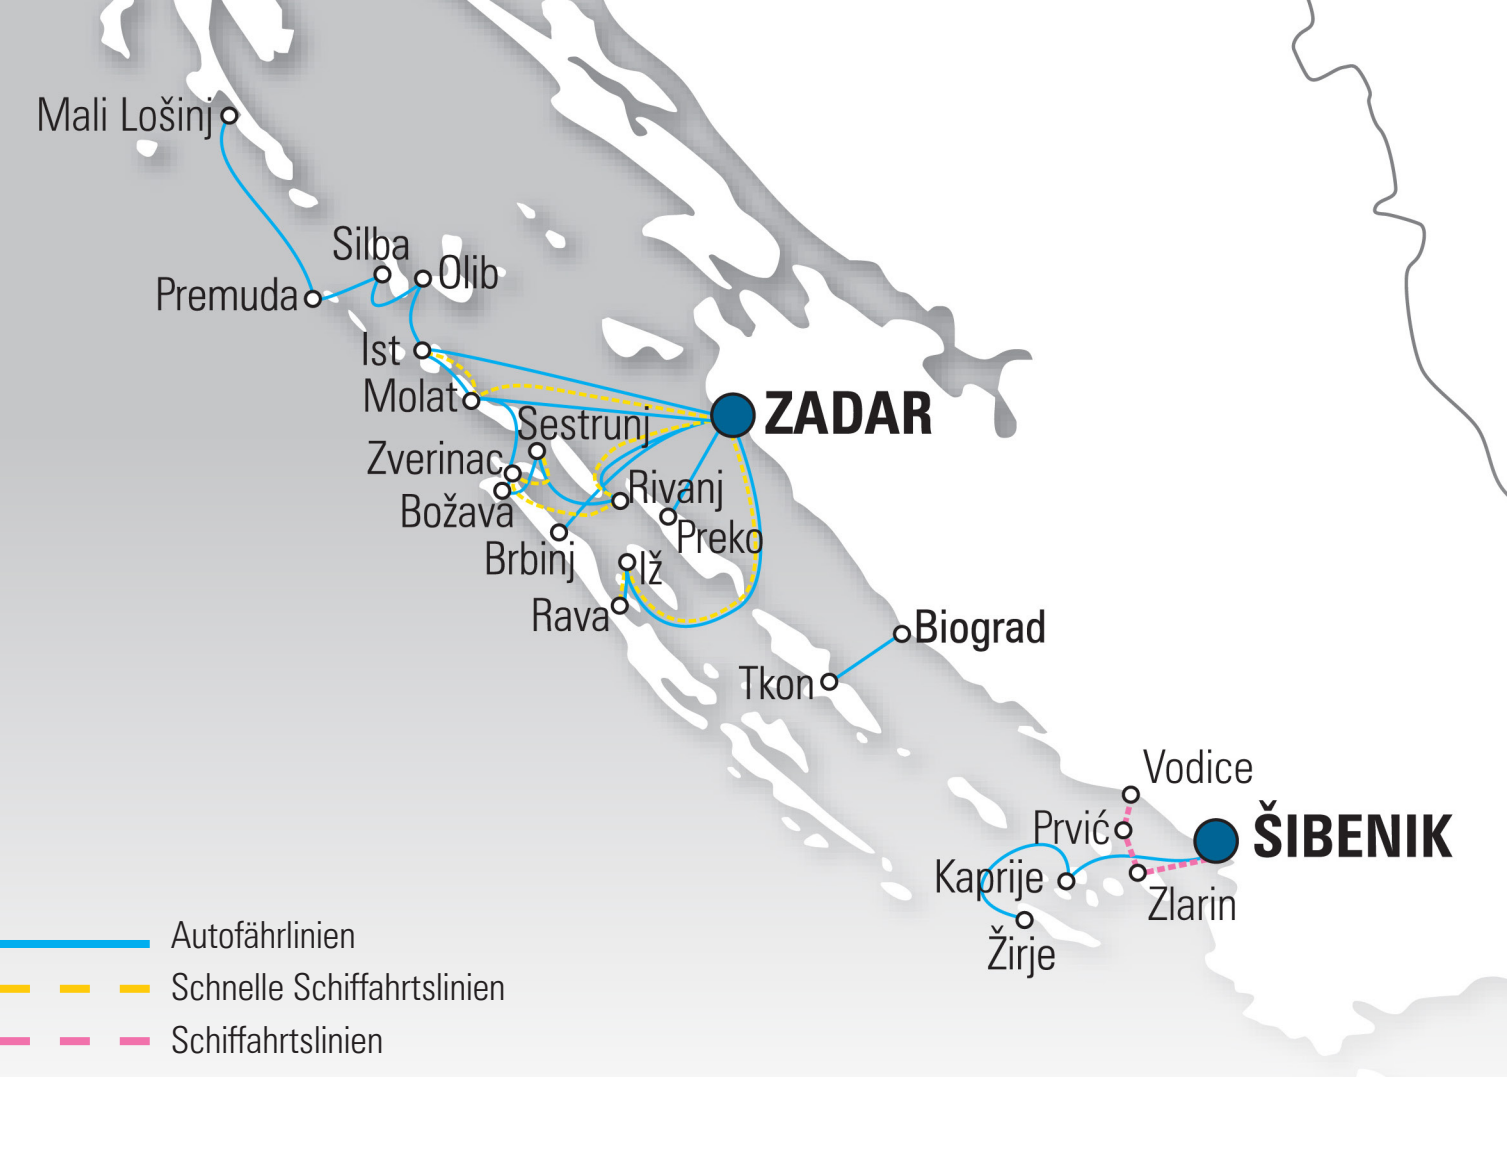 Mali Lošinj
Silba
Olib
Premuda
Ist
Molat
ZADAR
Sestrunj
Zverinac
Rivanj
Božava
Preko
Brbinj
Iž
Rava
Biograd
Tkon
Vodice
Prvić
ŠIBENIK
Kaprije
Zlarin
Žirje
Autofährlinien
Schnelle Schiffahrtslinien
Schiffahrtslinien